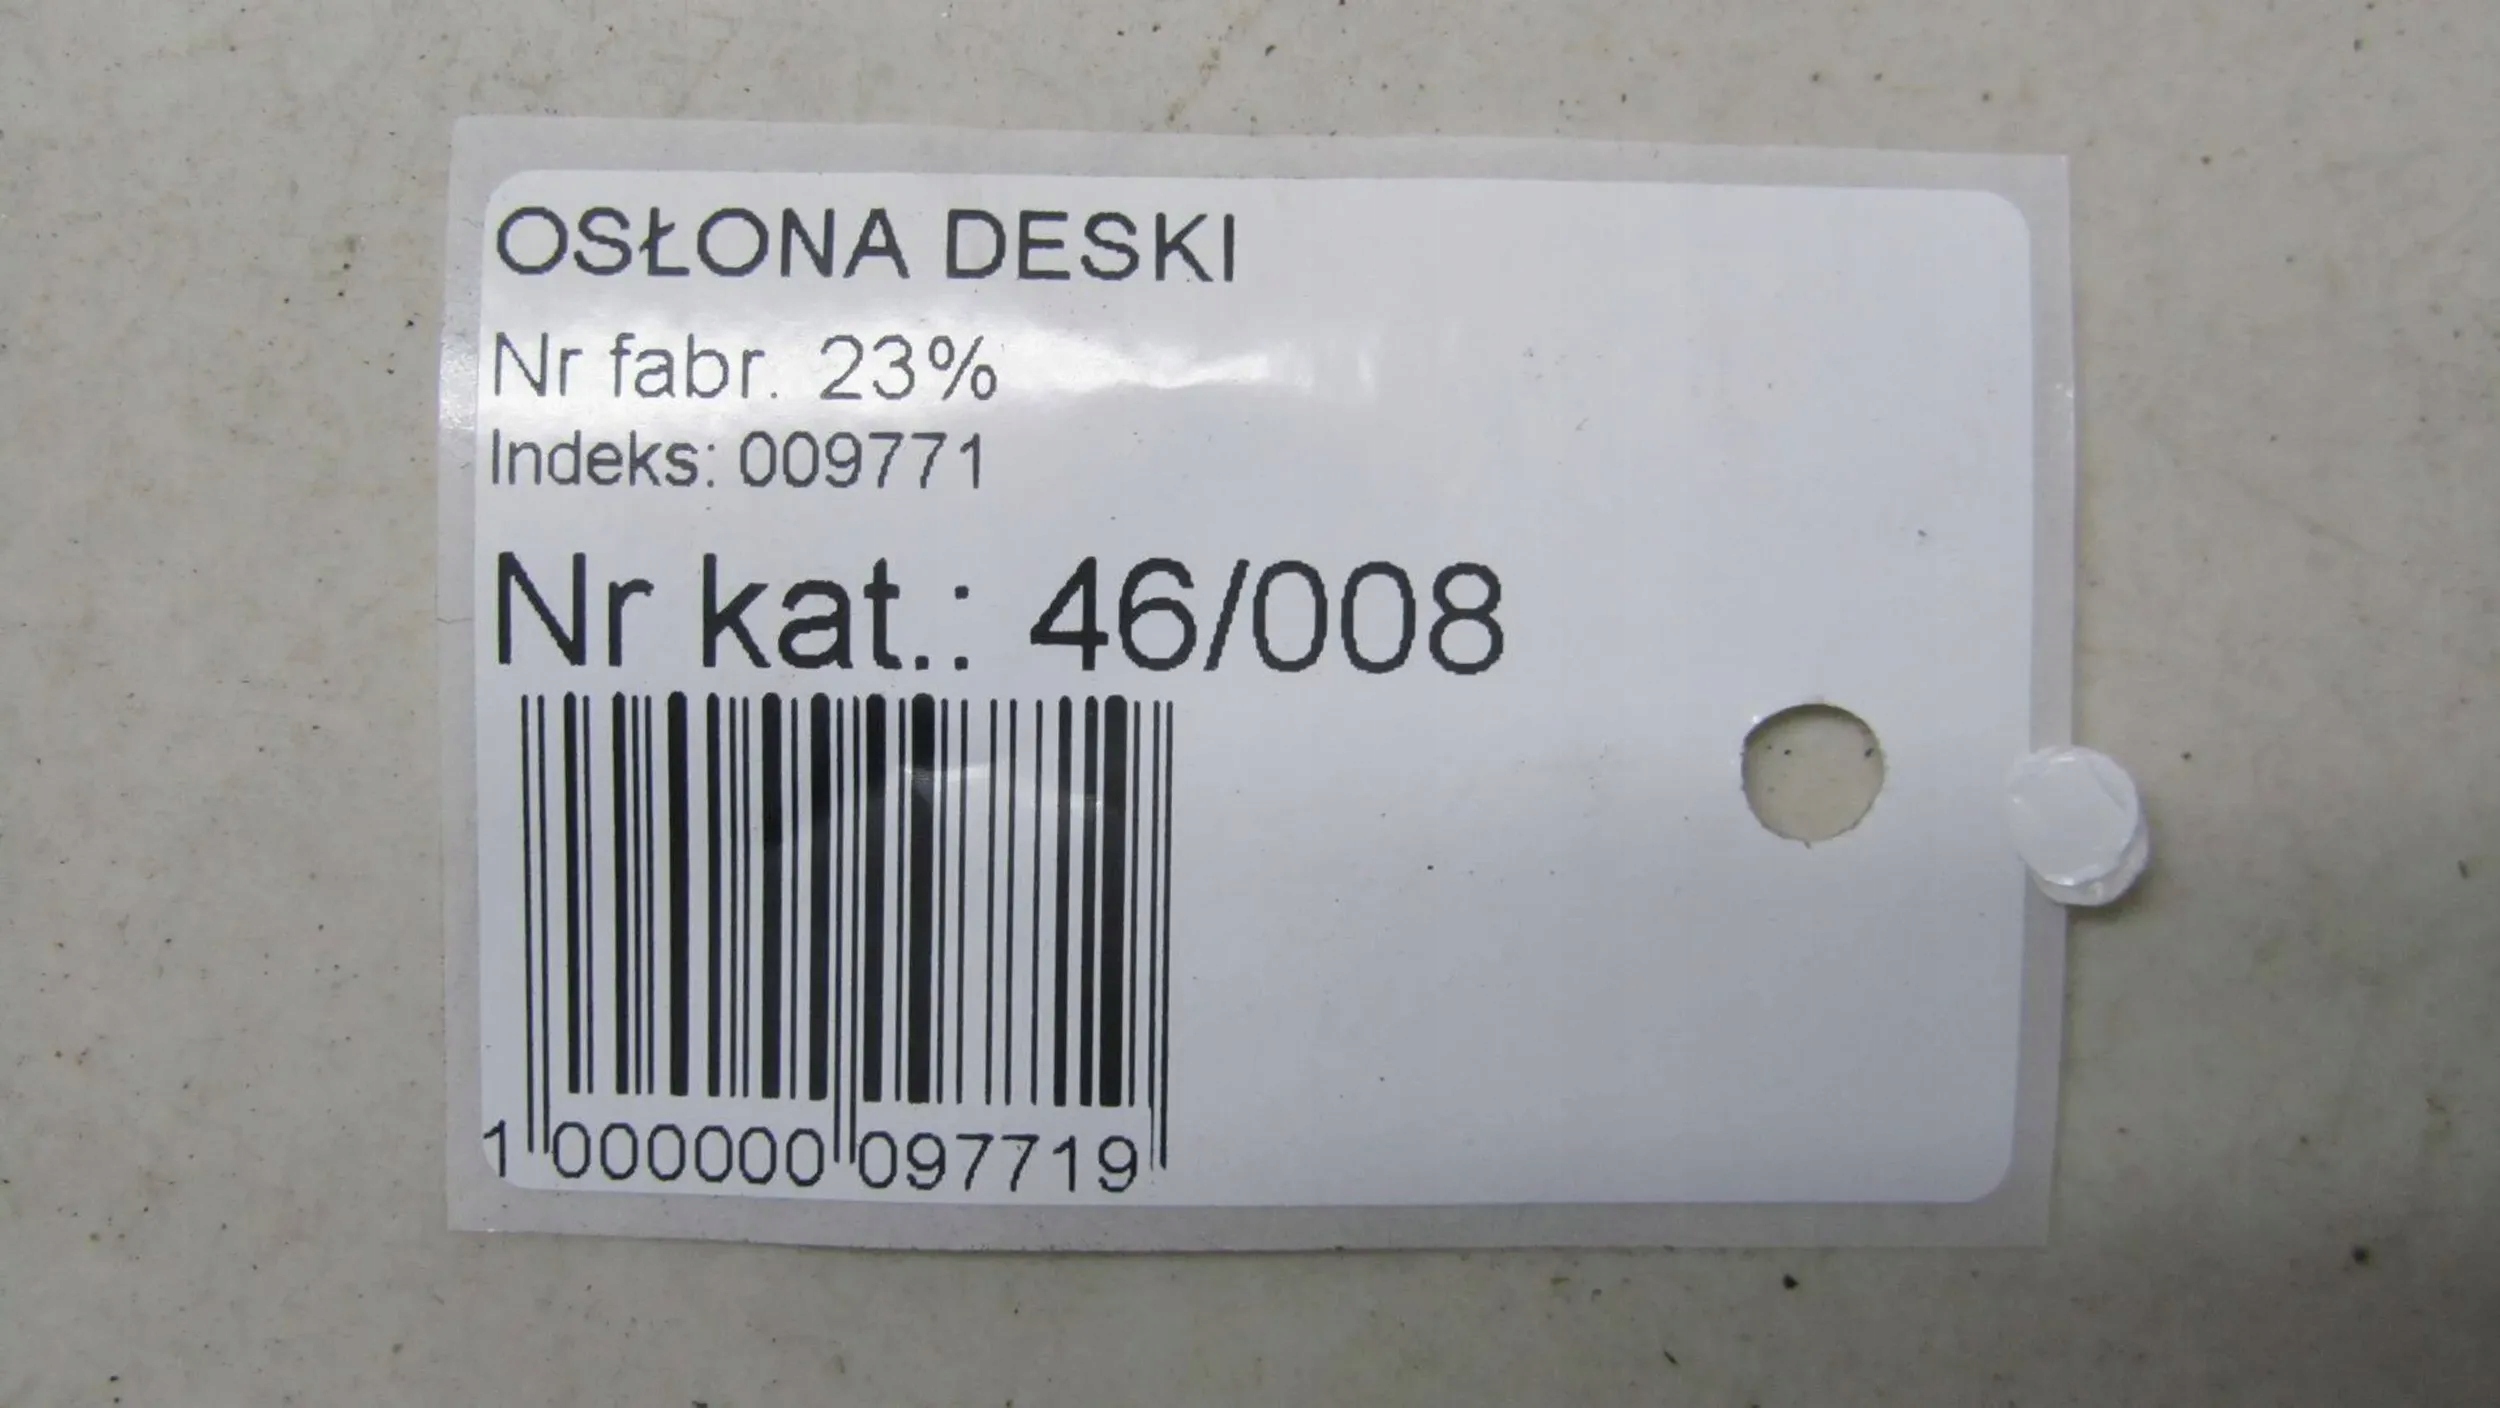 OSŁONA DESKI
Nr fabr. 23%
Indeks: 009771
Nr kat.: 46/008
1 000000 097719